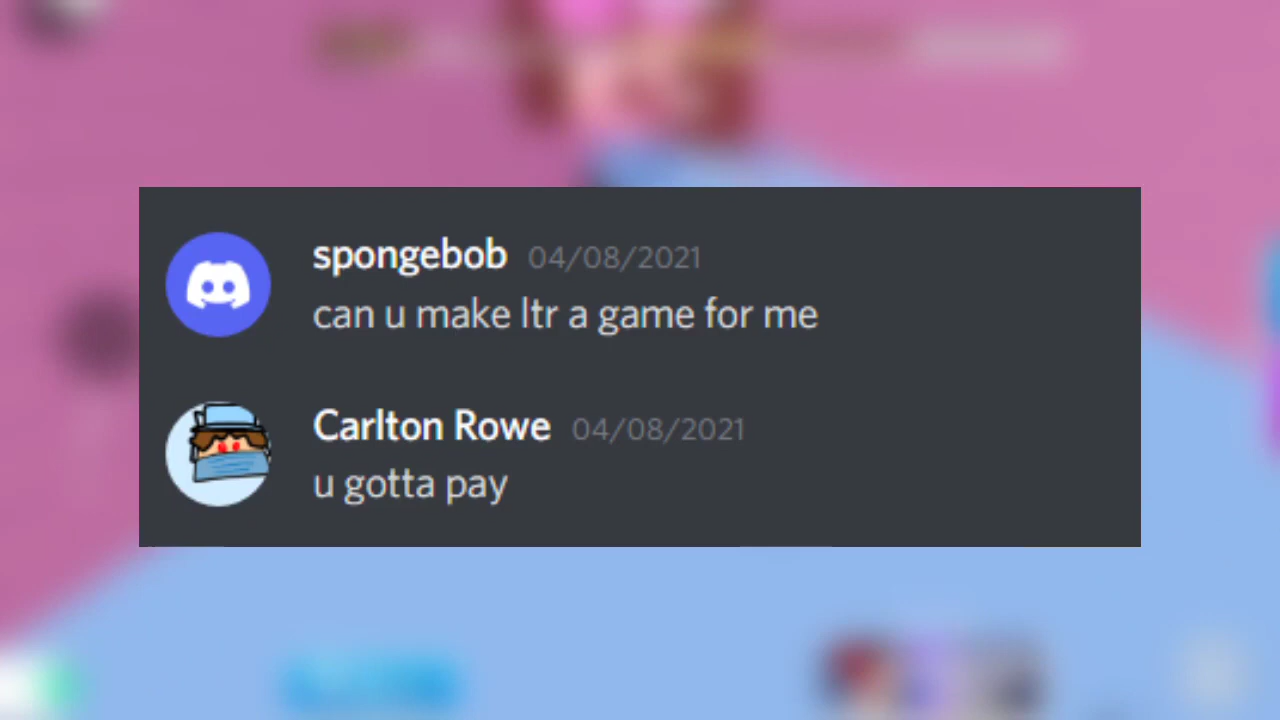 spongebob 04/08/2021
can u make ltr a game for me
Carlton Rowe 04/08/2021
u gotta pay